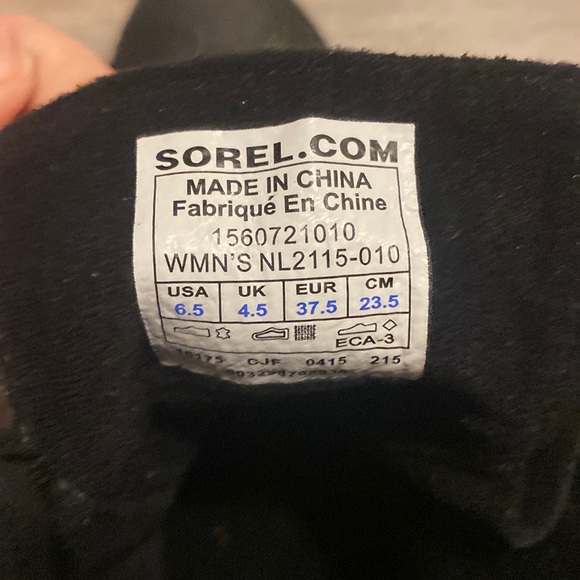 SOREL.COM
MADE IN CHINA
Fabriqué En Chine
1560721010
WMN'S NL2115-010
USA UK EUR CM
6.5 4.5 37.5 23.5
ECA-3
CJF 0415 215